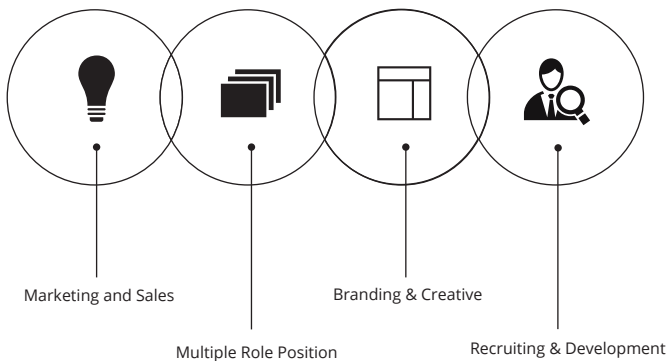 Marketing and Sales
Multiple Role Position
Branding & Creative
Recruiting & Development